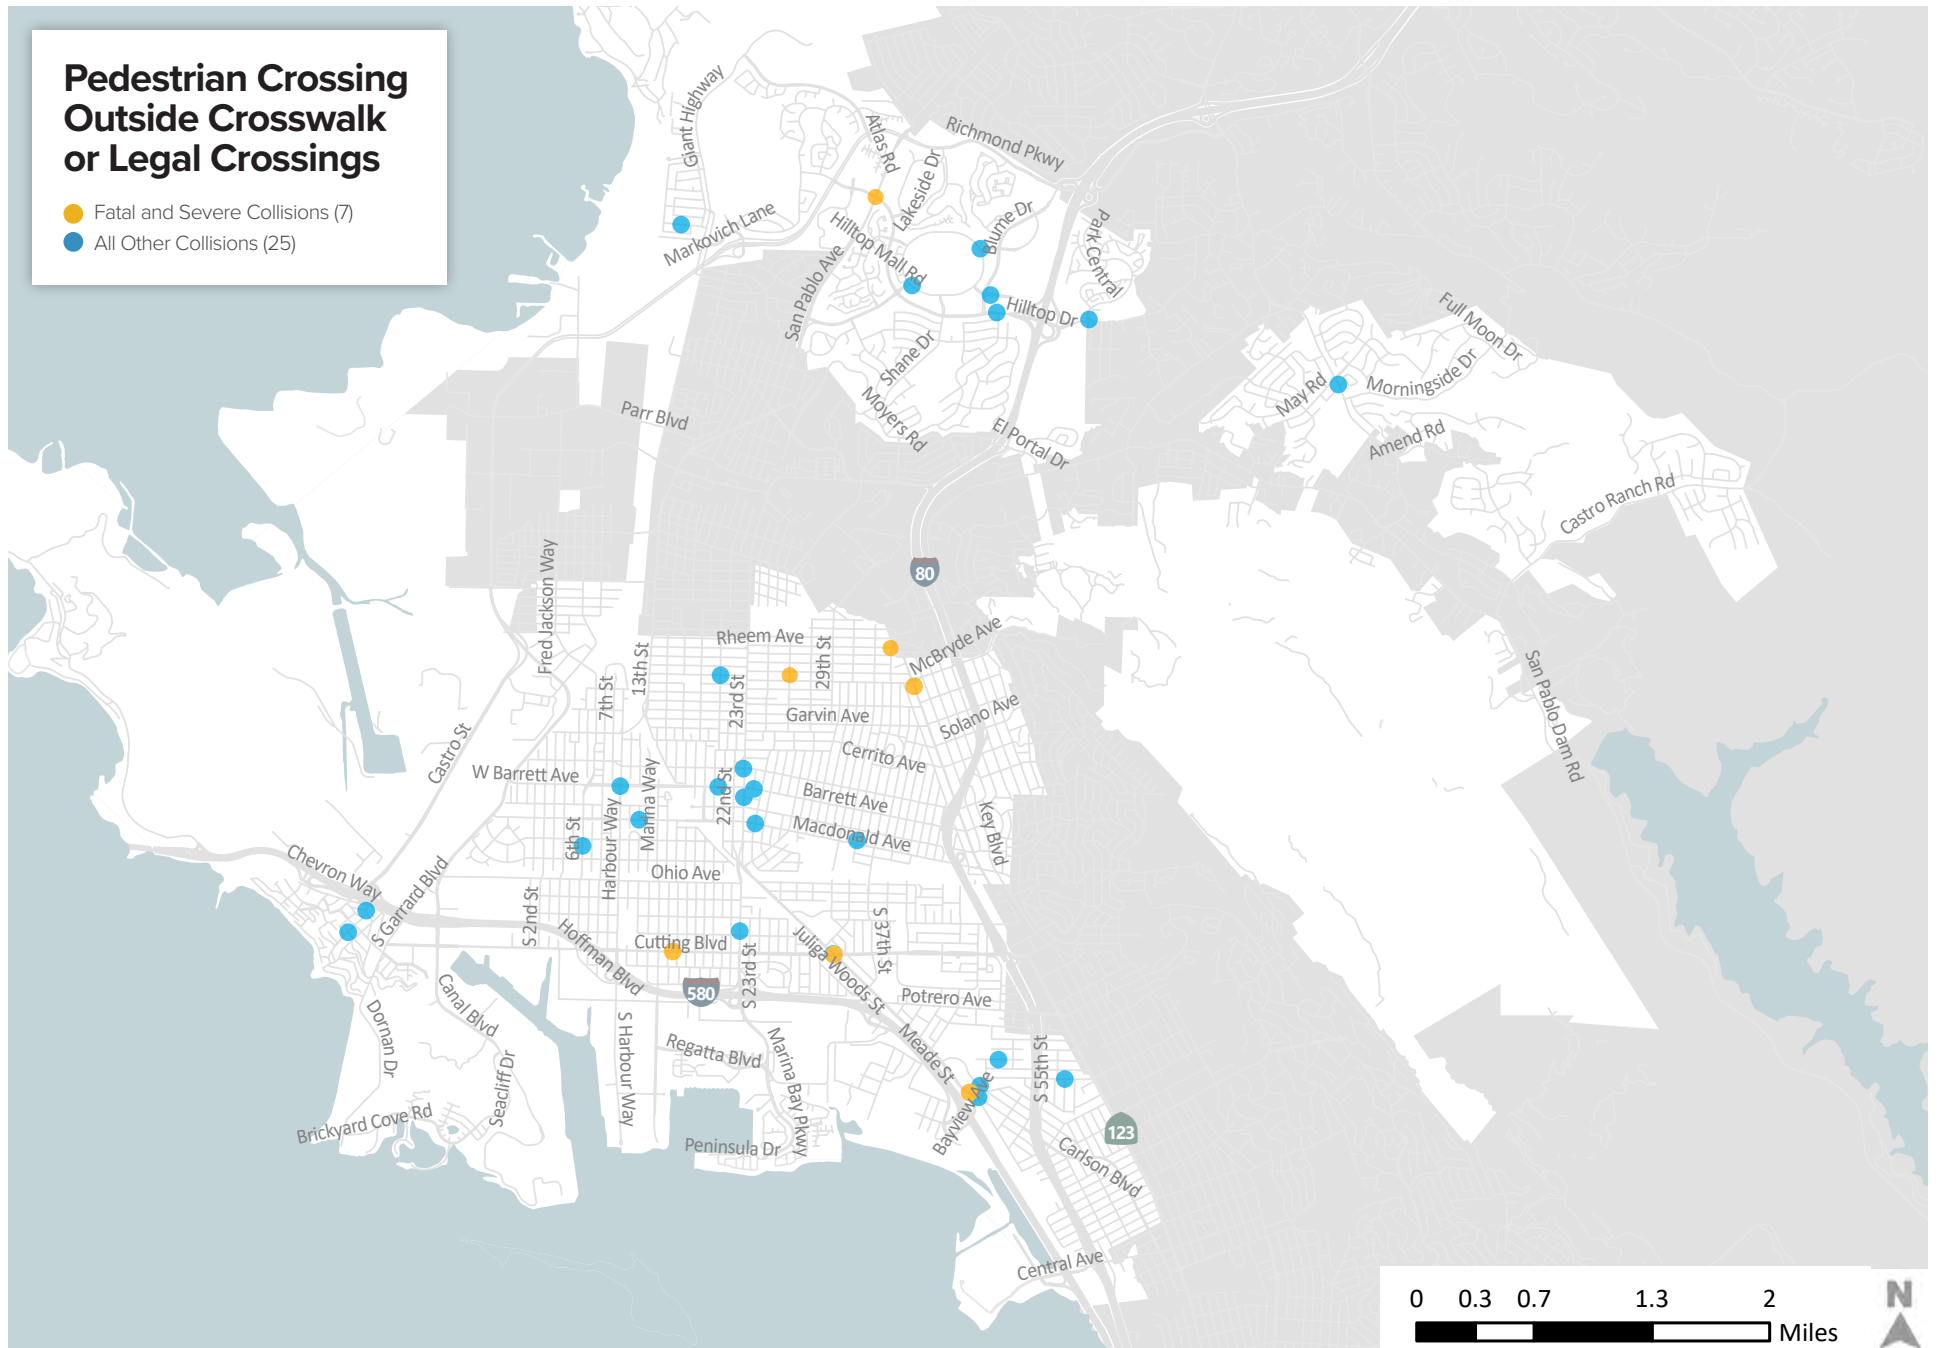 Pedestrian Crossing
Outside Crosswalk
or Legal Crossings
Fatal and Severe Collisions (7)
All Other Collisions (25)
Giant Highway
Atlas Rd
Richmond Pkwy
Lakeside Dr
Markovich Lane
Hilltop Mall Rd
Blume Dr
Park Central
San Pablo Ave
Hilltop Dr
Shane Dr
Full Moon Dr
Morningside Dr
May Rd
Moyers Rd
Parr Blvd
El Portal Dr
Amend Rd
Castro Ranch Rd
Fred Jackson Way
80
Rheem Ave
29th St
McBryde Ave
13th St
7th St
23rd St
Garvin Ave
Solano Ave
San Pablo Dam Rd
Castro St
Cerrito Ave
W Barrett Ave
Marina Way
22nd St
Barrett Ave
Harbour Way
6th St
Macdonald Ave
Key Blvd
Chevron Way
S Garrard Blvd
Ohio Ave
S 2nd St
Hoffman Blvd
Cutting Blvd
Juliga Woods St
S 37th St
S 23rd St
580
Potrero Ave
Canal Blvd
Dornan Dr
S Harbour Way
Regatta Blvd
Marina Bay Pkwy
Meade St
S 55th St
Seacliff Dr
Brickyard Cove Rd
Bayview Ave
Peninsula Dr
123
Carlson Blvd
Central Ave
0 0.3 0.7 1.3 2
Miles
N